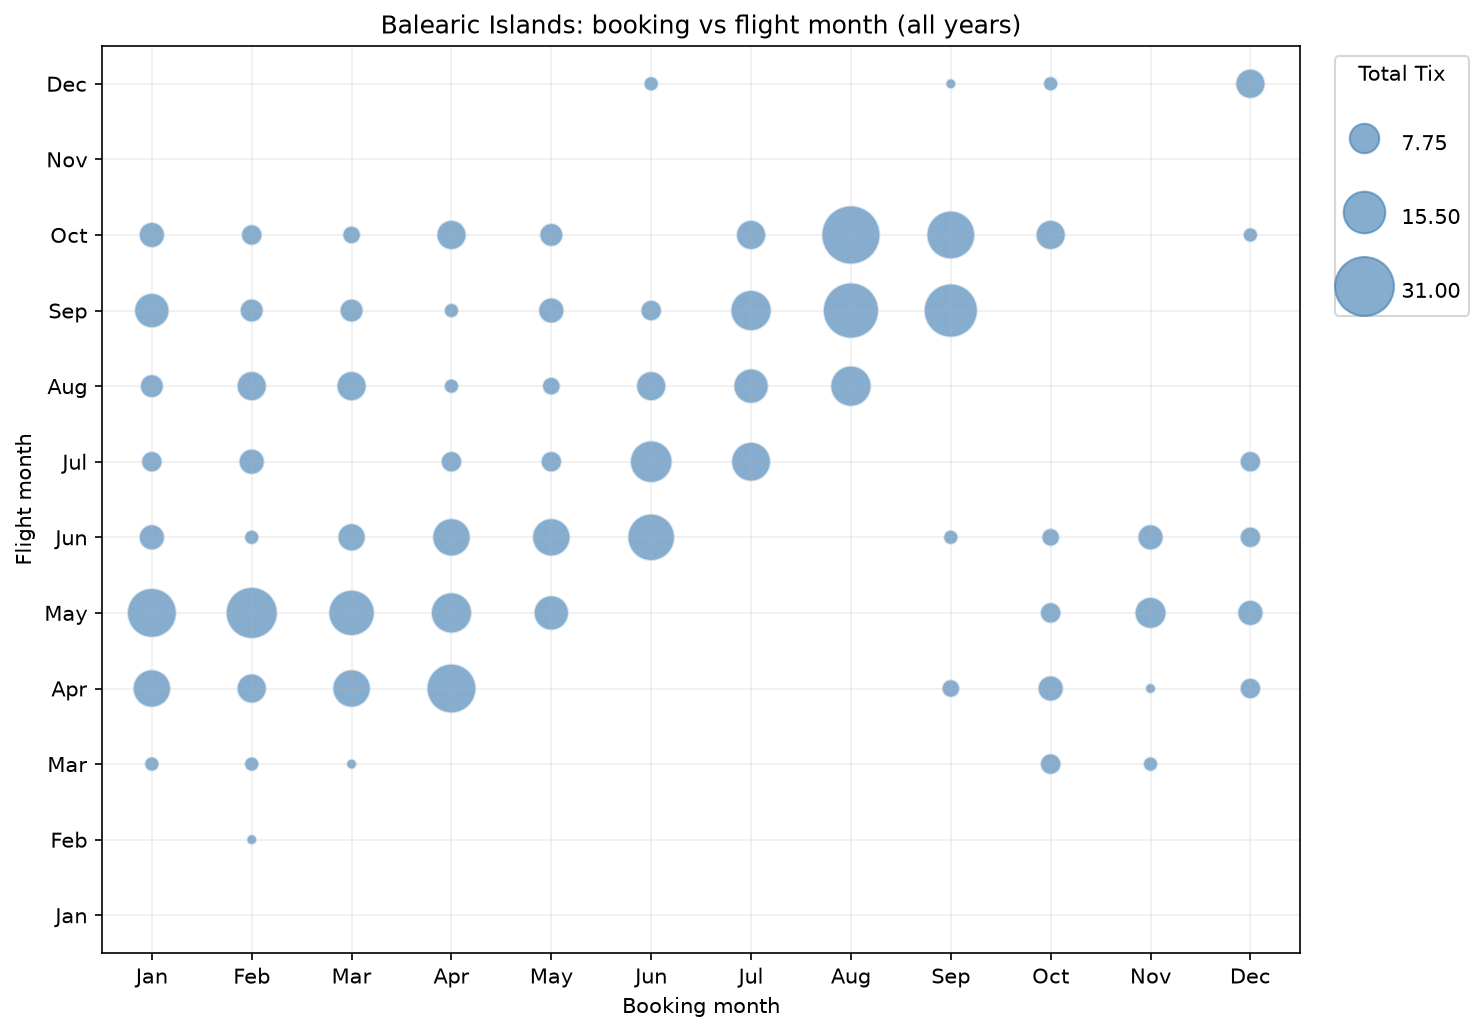 Balearic Islands: booking vs flight month (all years)
Total Tix
7.75
15.50
31.00
Flight month
Dec
Nov
Oct
Sep
Aug
Jul
Jun
May
Apr
Mar
Feb
Jan
Jan Feb Mar Apr May Jun Jul Aug Sep Oct Nov Dec
Booking month